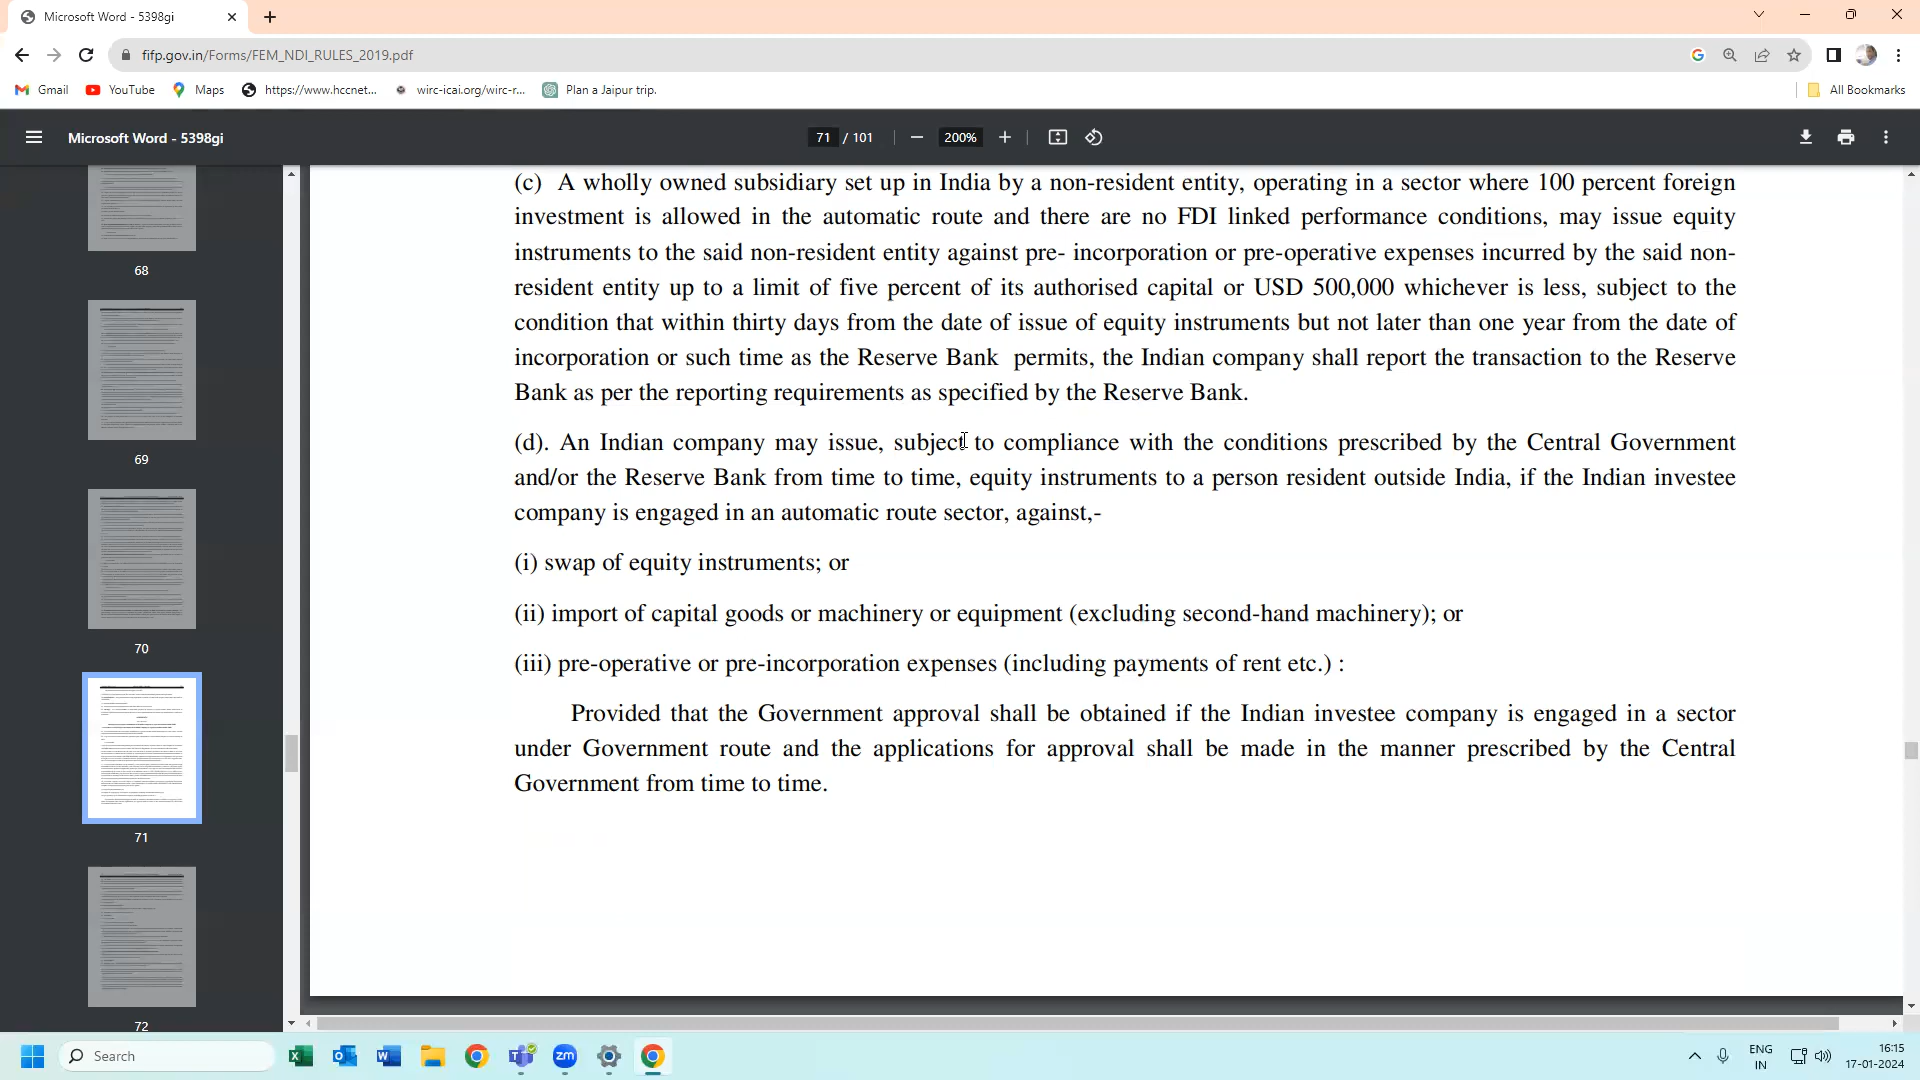 Microsoft Word - 5398gi
fifp.gov.in/Forms/FEM_NDI_RULES_2019.pdf
Gmail YouTube Maps https://www.hccnet... wirc-icai.org/wirc-r... Plan a Jaipur trip. All Bookmarks
Microsoft Word - 5398gi 71 / 101 200%
(c) A wholly owned subsidiary set up in India by a non-resident entity, operating in a sector where 100 percent foreign
investment is allowed in the automatic route and there are no FDI linked performance conditions, may issue equity
instruments to the said non-resident entity against pre- incorporation or pre-operative expenses incurred by the said non-
resident entity up to a limit of five percent of its authorised capital or USD 500,000 whichever is less, subject to the
condition that within thirty days from the date of issue of equity instruments but not later than one year from the date of
incorporation or such time as the Reserve Bank permits, the Indian company shall report the transaction to the Reserve
Bank as per the reporting requirements as specified by the Reserve Bank.
(d). An Indian company may issue, subject to compliance with the conditions prescribed by the Central Government
and/or the Reserve Bank from time to time, equity instruments to a person resident outside India, if the Indian investee
company is engaged in an automatic route sector, against,-
(i) swap of equity instruments; or
(ii) import of capital goods or machinery or equipment (excluding second-hand machinery); or
(iii) pre-operative or pre-incorporation expenses (including payments of rent etc.) :
Provided that the Government approval shall be obtained if the Indian investee company is engaged in a sector
under Government route and the applications for approval shall be made in the manner prescribed by the Central
Government from time to time.
68
69
70
71
72
Search
zm
ENG
IN
16:15
17-01-2024